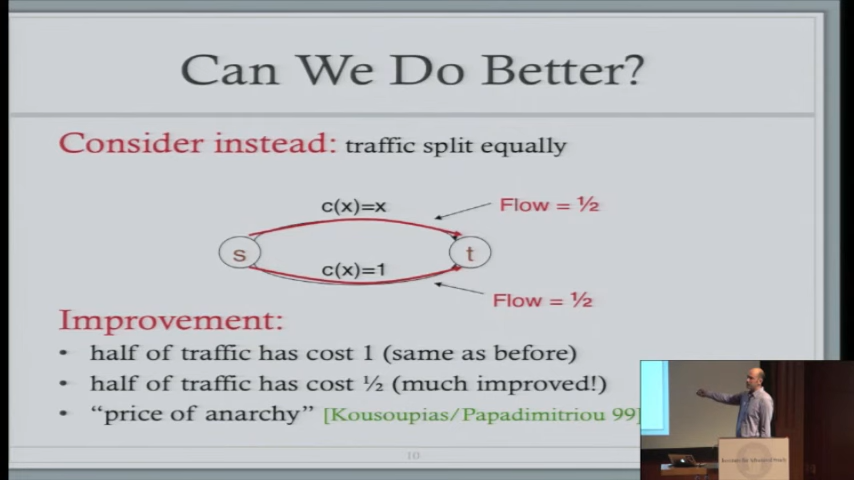 Can We Do Better?
Consider instead: traffic split equally
c(x)=x
Flow = ½
s
t
c(x)=1
Flow = ½
Improvement:
• half of traffic has cost 1 (same as before)
• half of traffic has cost ½ (much improved!)
• “price of anarchy” [Kousoupias/Papadimitriou 99]
10